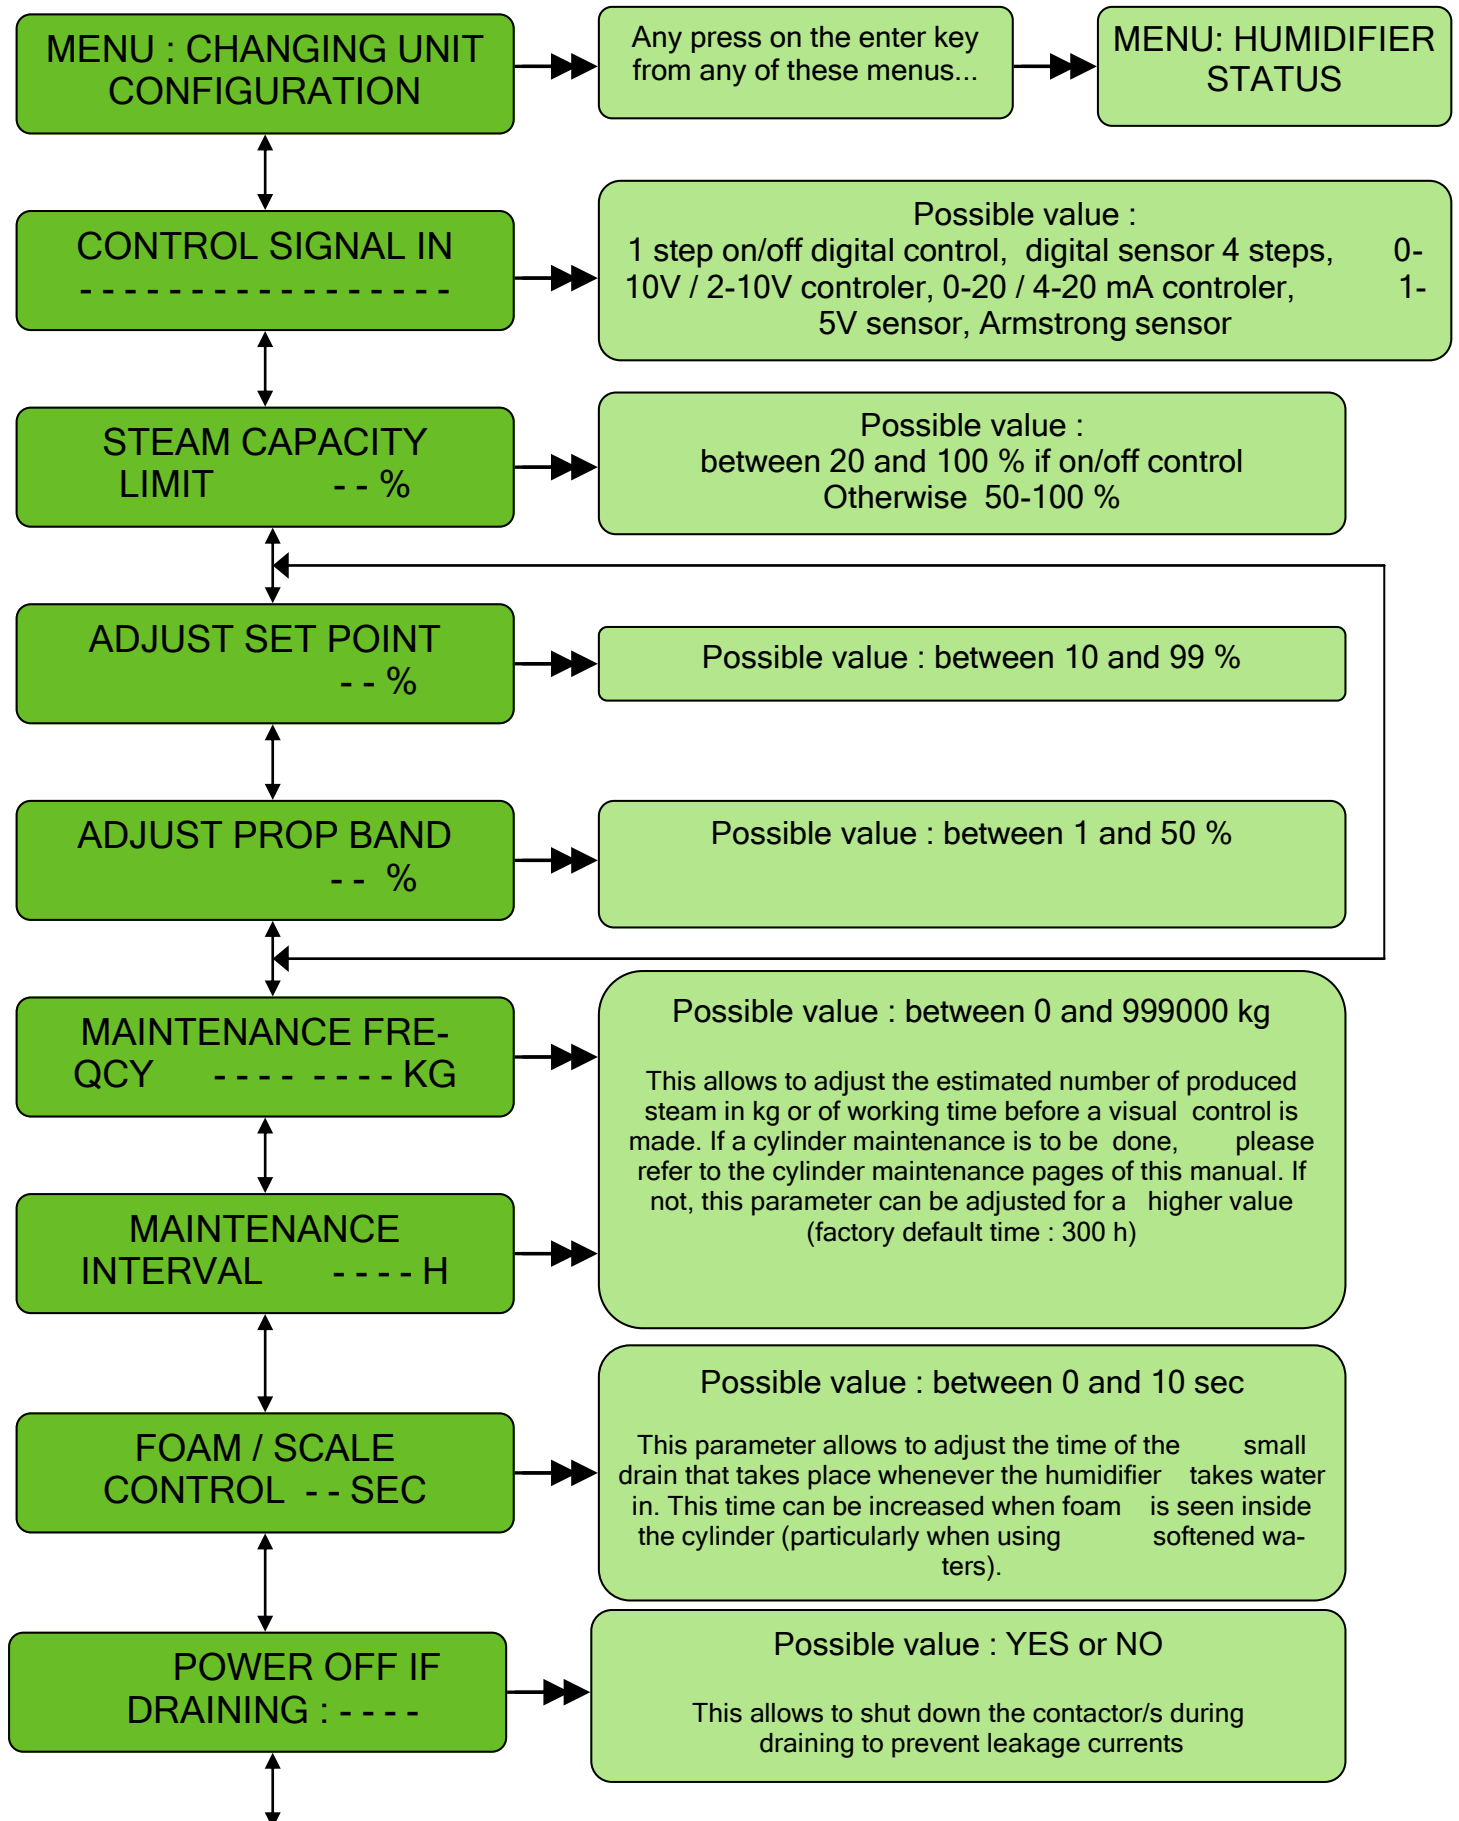 MENU : CHANGING UNIT
CONFIGURATION
Any press on the enter key
from any of these menus...
MENU: HUMIDIFIER
STATUS
CONTROL SIGNAL IN
- - - - - - - - - - - - - - - - -
Possible value :
1 step on/off digital control, digital sensor 4 steps, 0-
10V / 2-10V controler, 0-20 / 4-20 mA controler, 1-
5V sensor, Armstrong sensor
STEAM CAPACITY
LIMIT - - %
Possible value :
between 20 and 100 % if on/off control
Otherwise 50-100 %
ADJUST SET POINT
- - %
Possible value : between 10 and 99 %
ADJUST PROP BAND
- - %
Possible value : between 1 and 50 %
MAINTENANCE FRE-
QCY - - - - - - - - KG
Possible value : between 0 and 999000 kg
This allows to adjust the estimated number of produced
steam in kg or of working time before a visual control is
made. If a cylinder maintenance is to be done, please
refer to the cylinder maintenance pages of this manual. If
not, this parameter can be adjusted for a higher value
(factory default time : 300 h)
MAINTENANCE
INTERVAL - - - - H
FOAM / SCALE
CONTROL - - SEC
Possible value : between 0 and 10 sec
This parameter allows to adjust the time of the small
drain that takes place whenever the humidifier takes water
in. This time can be increased when foam is seen inside
the cylinder (particularly when using softened wa-
ters).
POWER OFF IF
DRAINING : - - - -
Possible value : YES or NO
This allows to shut down the contactor/s during
draining to prevent leakage currents